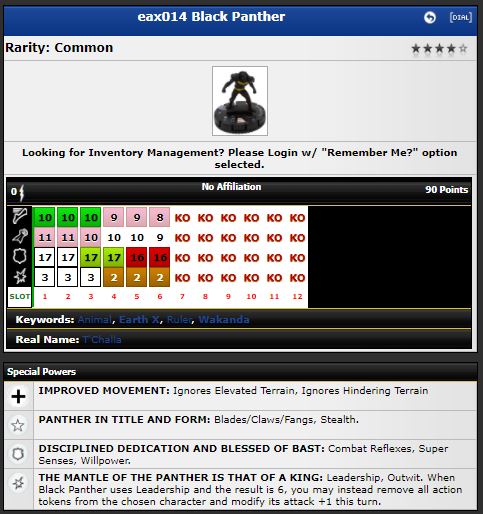 eax014 Black Panther
[DIAL]
Rarity: Common
Looking for Inventory Management? Please Login w/ "Remember Me?" option
selected.
0 No Affiliation 90 Points
10 10 10 9 9 8 KO KO KO KO KO KO
11 11 10 10 10 9 KO KO KO KO KO KO
17 17 17 17 16 16 KO KO KO KO KO KO
3 3 3 2 2 2 KO KO KO KO KO KO
SLOT 1 2 3 4 5 6 7 8 9 10 11 12
Keywords: Animal, Earth X, Ruler, Wakanda
Real Name: T'Challa
Special Powers
IMPROVED MOVEMENT: Ignores Elevated Terrain, Ignores Hindering Terrain
PANTHER IN TITLE AND FORM: Blades/Claws/Fangs, Stealth.
DISCIPLINED DEDICATION AND BLESSED OF BAST: Combat Reflexes, Super
Senses, Willpower.
THE MANTLE OF THE PANTHER IS THAT OF A KING: Leadership, Outwit. When
Black Panther uses Leadership and the result is 6, you may instead remove all action
tokens from the chosen character and modify its attack +1 this turn.